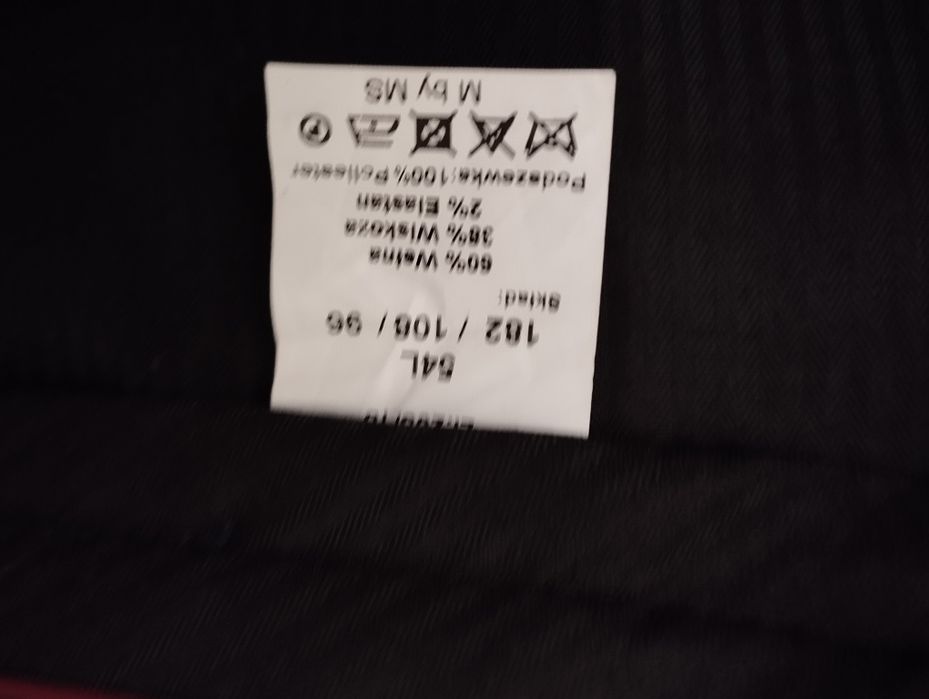 54L
182 / 108 / 96
Skład:
60% Wełna
38% Wiskoza
2% Elastan
Podszewka:100% Poliester
M by MS